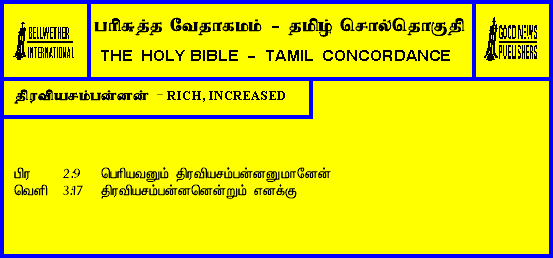 BELLWETHER
INTERNATIONAL
பரிசுத்த வேதாகமம் - தமிழ் சொல்தொகுதி
THE HOLY BIBLE - TAMIL CONCORDANCE
GOOD NEWS
PUBLISHERS
திரவியசம்பன்னன் - RICH, INCREASED
பிர 2:9 பெரியவனும் திரவியசம்பன்னனுமானேன்
வெளி 3:17 திரவியசம்பன்னனென்றும் எனக்கு